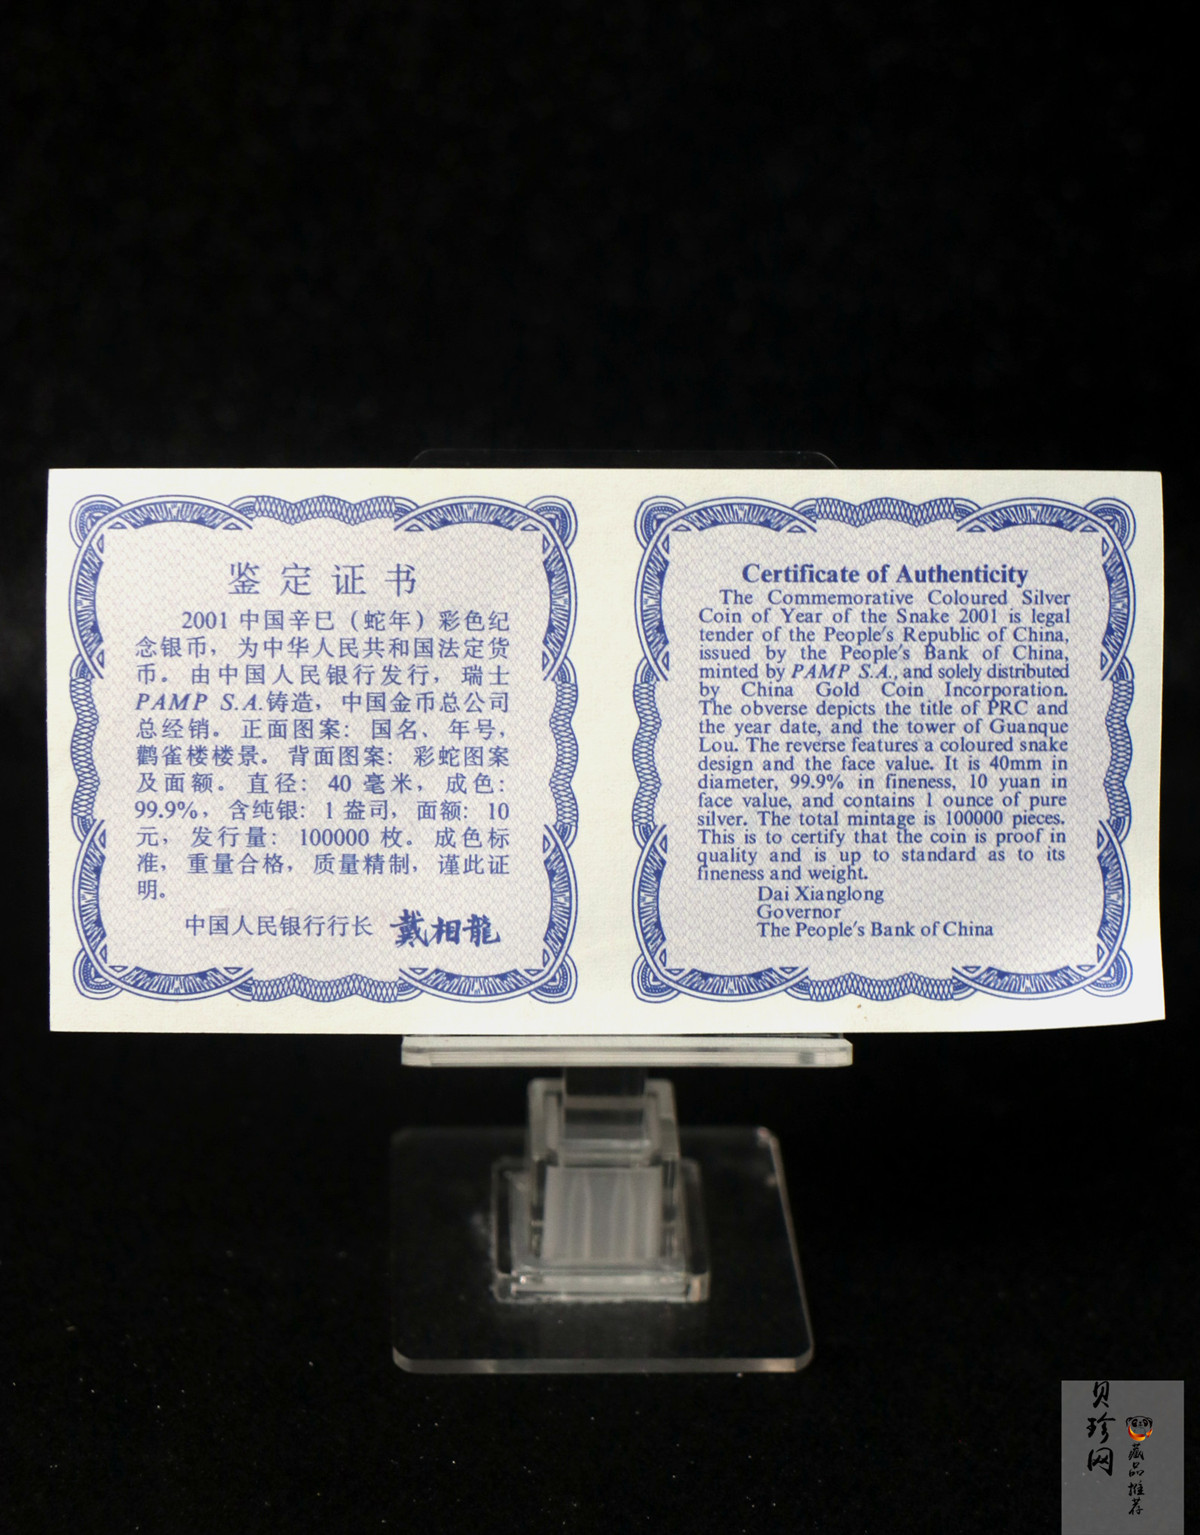 鉴定证书
2001中国辛巳（蛇年）彩色纪
念银币，为中华人民共和国法定货
币。由中国人民银行发行，瑞士
PAMP S.A.铸造，中国金币总公司
总经销。正面图案：国名、年号，
鹳雀楼楼景。背面图案：彩蛇图案
及面额。直径：40毫米，成色：
99.9%，含纯银：1盎司，面额：10
元，发行量：100000枚。成色标
准，重量合格，质量精制，谨此证
明。
中国人民银行行长 戴相龍
Certificate of Authenticity
The Commemorative Coloured Silver
Coin of Year of the Snake 2001 is legal
tender of the People's Republic of China,
issued by the People's Bank of China,
minted by PAMP S.A., and solely distributed
by China Gold Coin Incorporation.
The obverse depicts the title of PRC and
the year date, and the tower of Guanque
Lou. The reverse features a coloured snake
design and the face value. It is 40mm in
diameter, 99.9% in fineness, 10 yuan in
face value, and contains 1 ounce of pure
silver. The total mintage is 100000 pieces.
This is to certify that the coin is proof in
quality and is up to standard as to its
fineness and weight.
Dai Xianglong
Governor
The People's Bank of China
贝珍网
藏品推荐